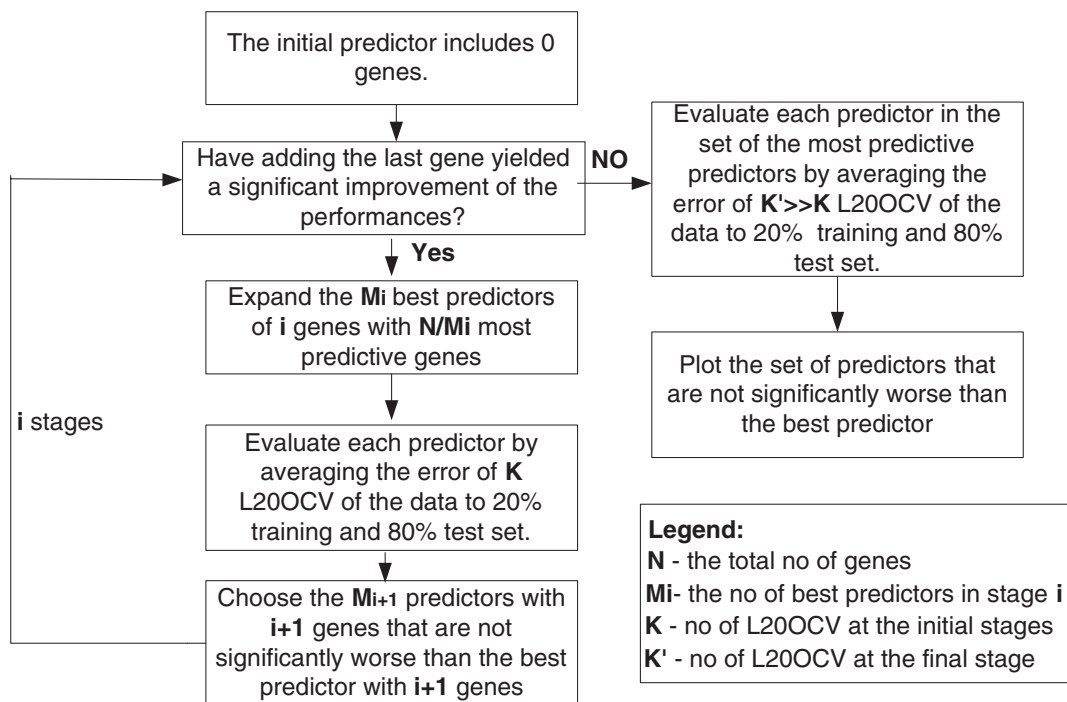 The initial predictor includes 0
genes.
Have adding the last gene yielded
a significant improvement of the
performances?
NO
Yes
Evaluate each predictor in the
set of the most predictive
predictors by averaging the
error of K'>>K L20OCV of the
data to 20% training and 80%
test set.
Expand the Mi best predictors
of i genes with N/Mi most
predictive genes
Plot the set of predictors that
are not significantly worse than
the best predictor
i stages
Evaluate each predictor by
averaging the error of K
L20OCV of the data to 20%
training and 80% test set.
Choose the Mi+1 predictors with
i+1 genes that are not
significantly worse than the best
predictor with i+1 genes
Legend:
N - the total no of genes
Mi- the no of best predictors in stage i
K - no of L20OCV at the initial stages
K' - no of L20OCV at the final stage